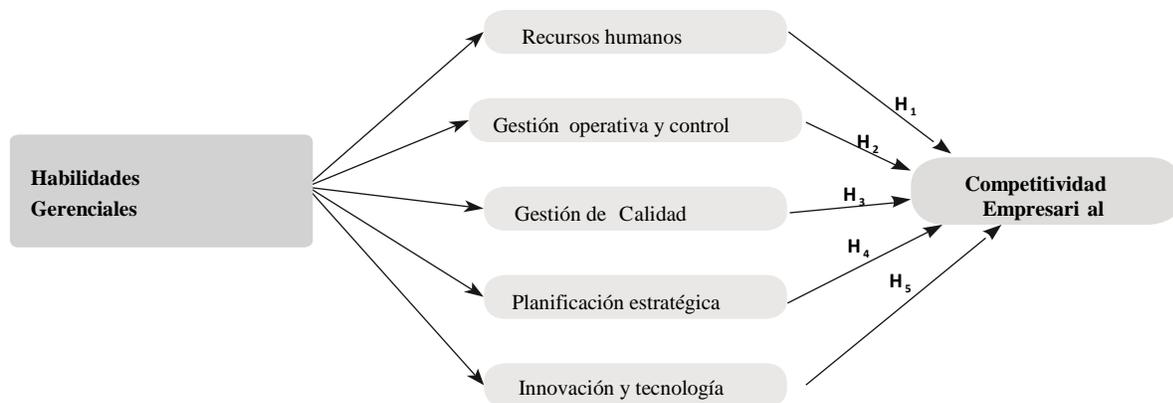 Recursos humanos
H1
Gestión operativa y control
H2
Habilidades
Gerenciales
Competitividad
Empresari al
Gestión de Calidad
H3
H4
Planificación estratégica
H5
Innovación y tecnología